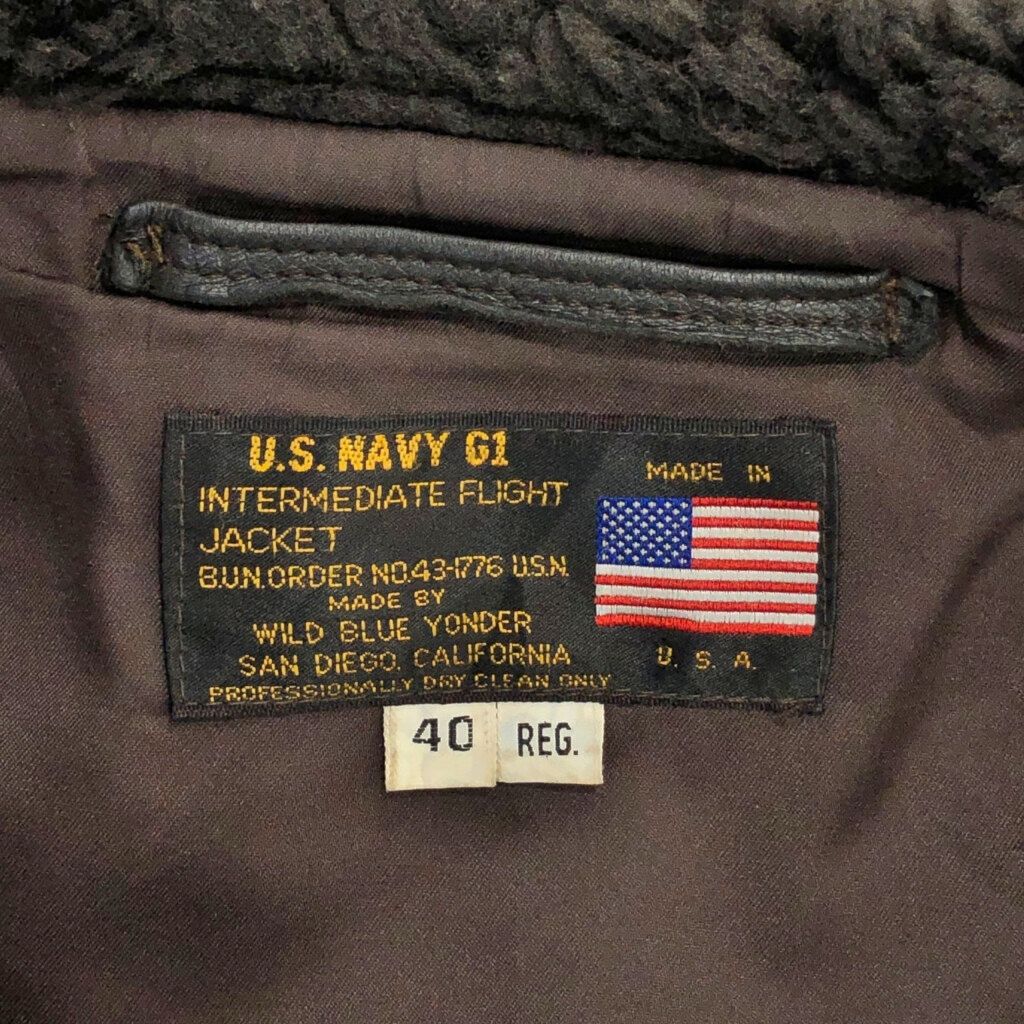 U.S. NAVY G1
INTERMEDIATE FLIGHT
JACKET
B.U.N.ORDER NO.43-1776 U.S.N.
MADE BY
WILD BLUE YONDER
SAN DIEGO, CALIFORNIA
PROFESSIONALLY DRY CLEAN ONLY
MADE IN
U. S. A.
40
REG.